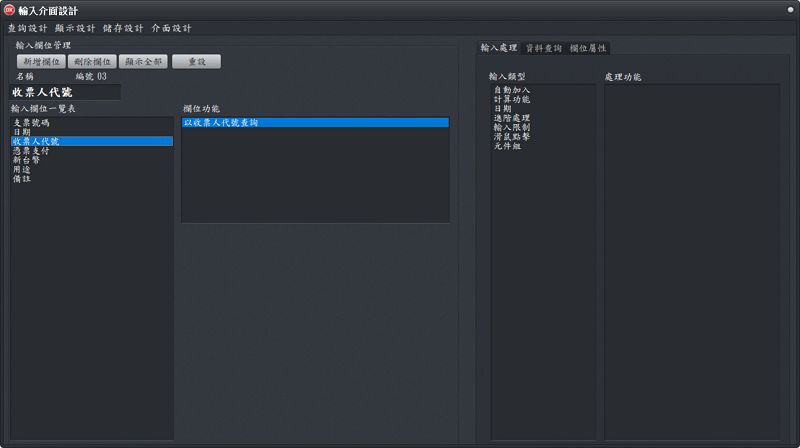 輸入介面設計
查詢設計 顯示設計 儲存設計 介面設計
輸入欄位管理
新增欄位 刪除欄位 顯示全部 重設
名稱 編號 03
收票人代號
輸入欄位一覽表
支票號碼
日期
收票人代號
憑票支付
新台幣
用途
備註
欄位功能
以收票人代號查詢
輸入處理 資料查詢 欄位屬性
輸入類型
自動加入
計算功能
日期
進階處理
輸入限制
滑鼠點擊
元件組
處理功能